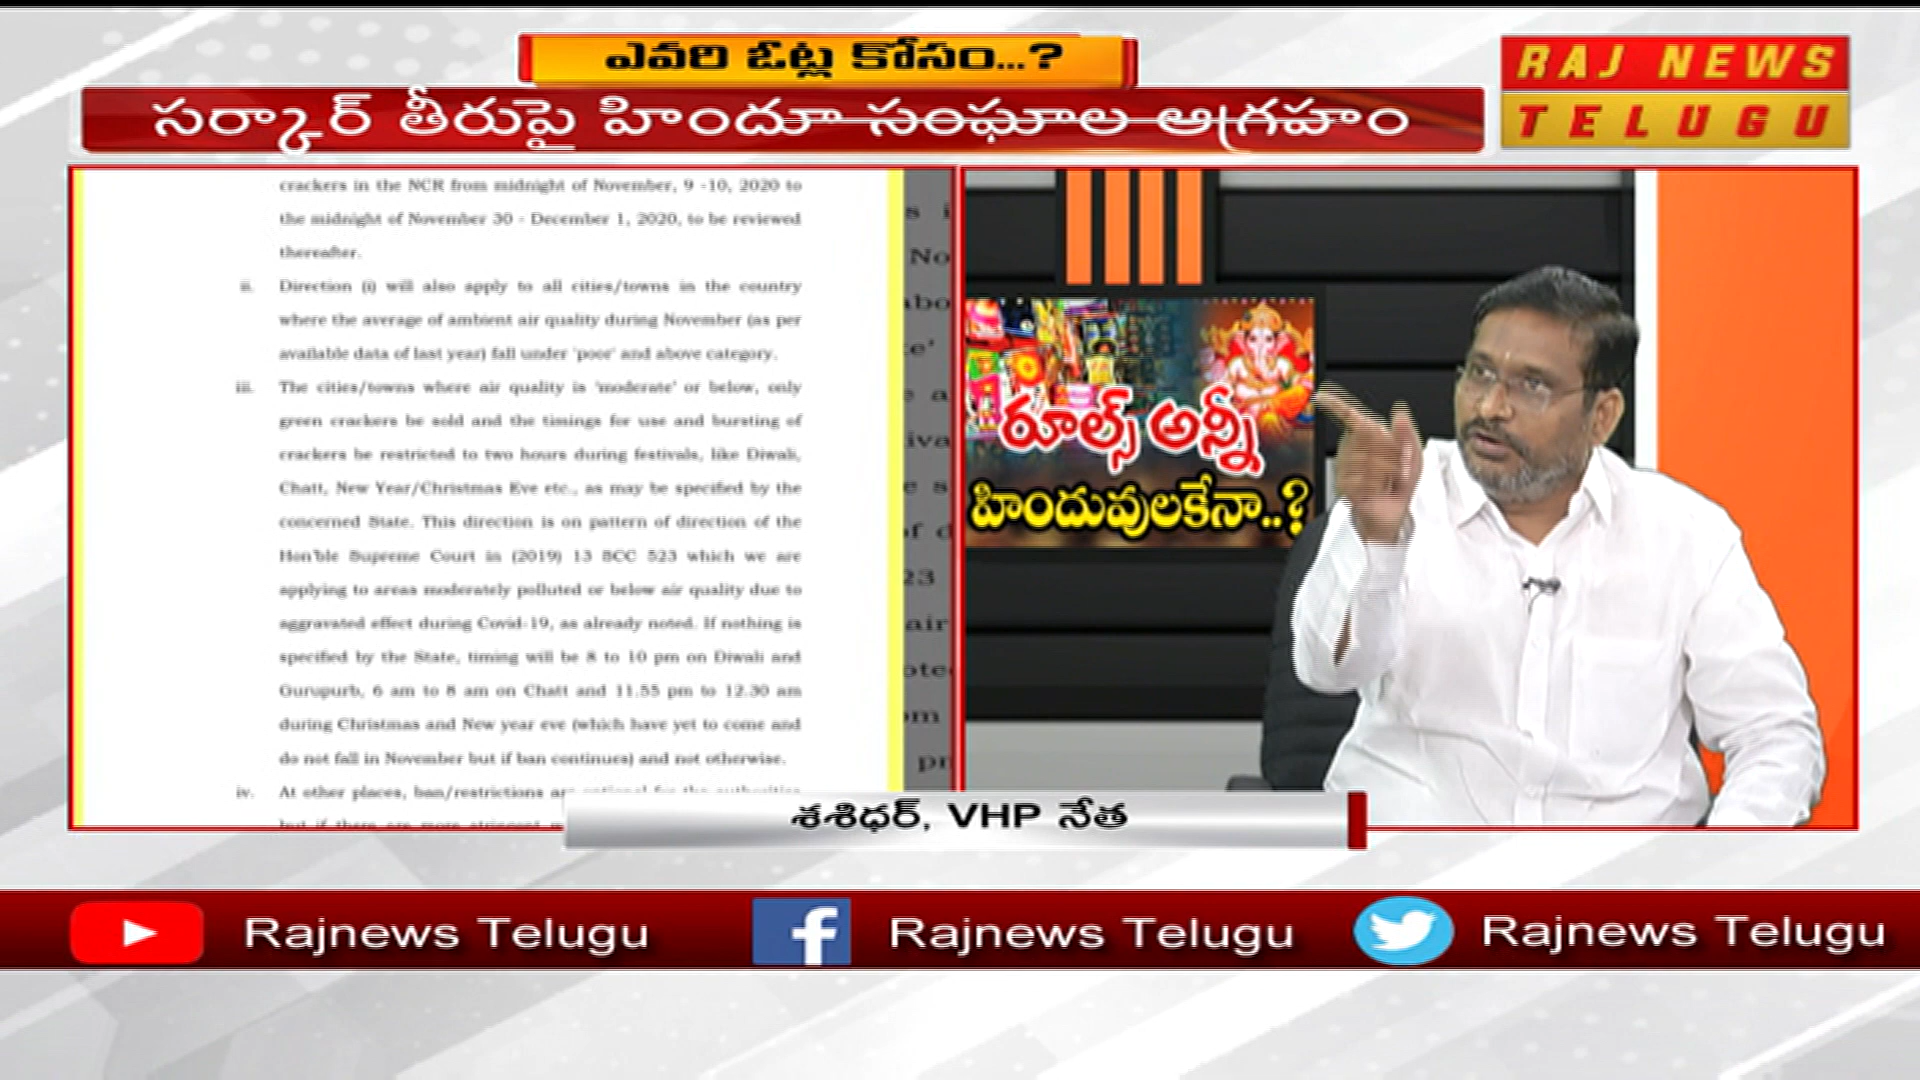 ఎవరి ఓట్ల కోసం...?
సర్కార్ తీరుపై హిందూ సంఘాల ఆగ్రహం
RAJ NEWS
TELUGU
crackers in the NCR from midnight of November, 9 -10, 2020 to
the midnight of November 30 - December 1, 2020, to be reviewed
thereafter.
ii. Direction (i) will also apply to all cities/towns in the country
where the average of ambient air quality during November (as per
available data of last year) fall under 'poor' and above category.
iii. The cities/towns where air quality is 'moderate' or below, only
green crackers be sold and the timings for use and bursting of
crackers be restricted to two hours during festivals, like Diwali,
Chatt, New Year/Christmas Eve etc., as may be specified by the
concerned State. This direction is on pattern of direction of the
Hon'ble Supreme Court in (2019) 13 SCC 523 which we are
applying to areas moderately polluted or below air quality due to
aggravated effect during Covid-19, as already noted. If nothing is
specified by the State, timing will be 8 to 10 pm on Diwali and
Gurupurb, 6 am to 8 am on Chatt and 11.55 pm to 12.30 am
during Christmas and New year eve (which have yet to come and
do not fall in November but if ban continues) and not otherwise.
iv. At other places, ban/restrictions
రూల్స్ అన్నీ
హిందువులకేనా..?
శశిధర్, VHP నేత
Rajnews Telugu
Rajnews Telugu
Rajnews Telugu